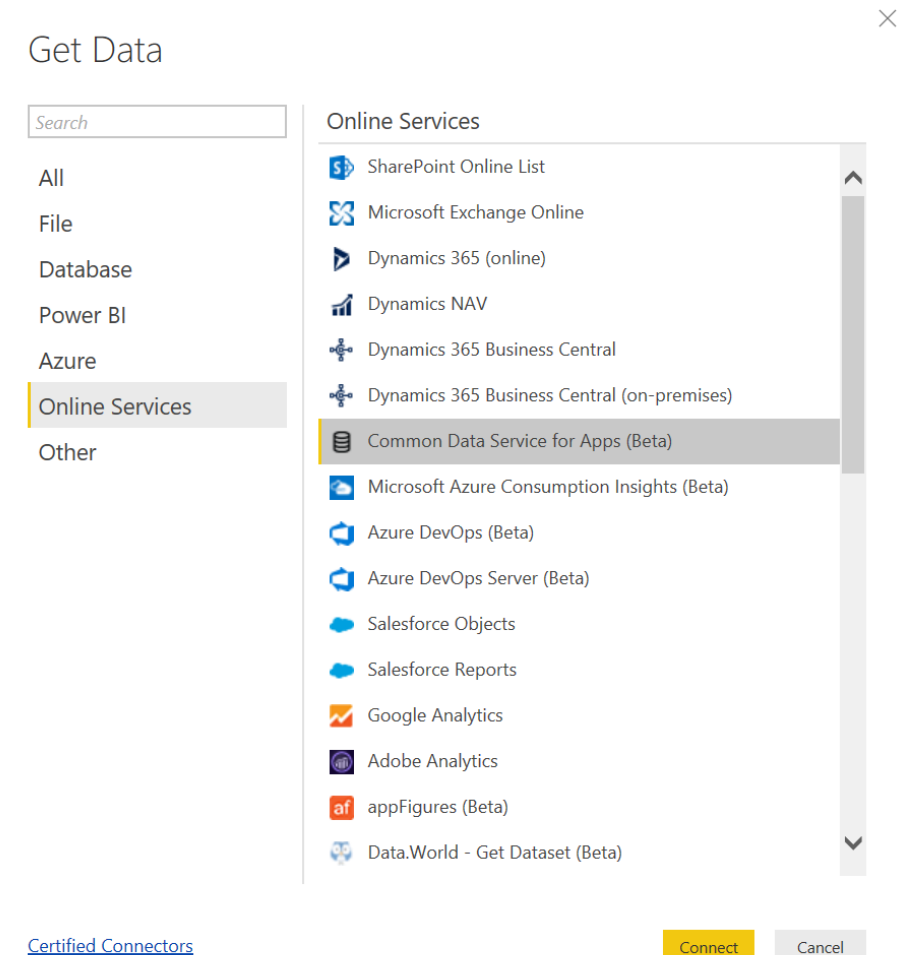 Get Data
Search
All
File
Database
Power BI
Azure
Online Services
Other
Online Services
SharePoint Online List
Microsoft Exchange Online
Dynamics 365 (online)
Dynamics NAV
Dynamics 365 Business Central
Dynamics 365 Business Central (on-premises)
Common Data Service for Apps (Beta)
Microsoft Azure Consumption Insights (Beta)
Azure DevOps (Beta)
Azure DevOps Server (Beta)
Salesforce Objects
Salesforce Reports
Google Analytics
Adobe Analytics
af appFigures (Beta)
Data.World - Get Dataset (Beta)
Certified Connectors
Connect
Cancel